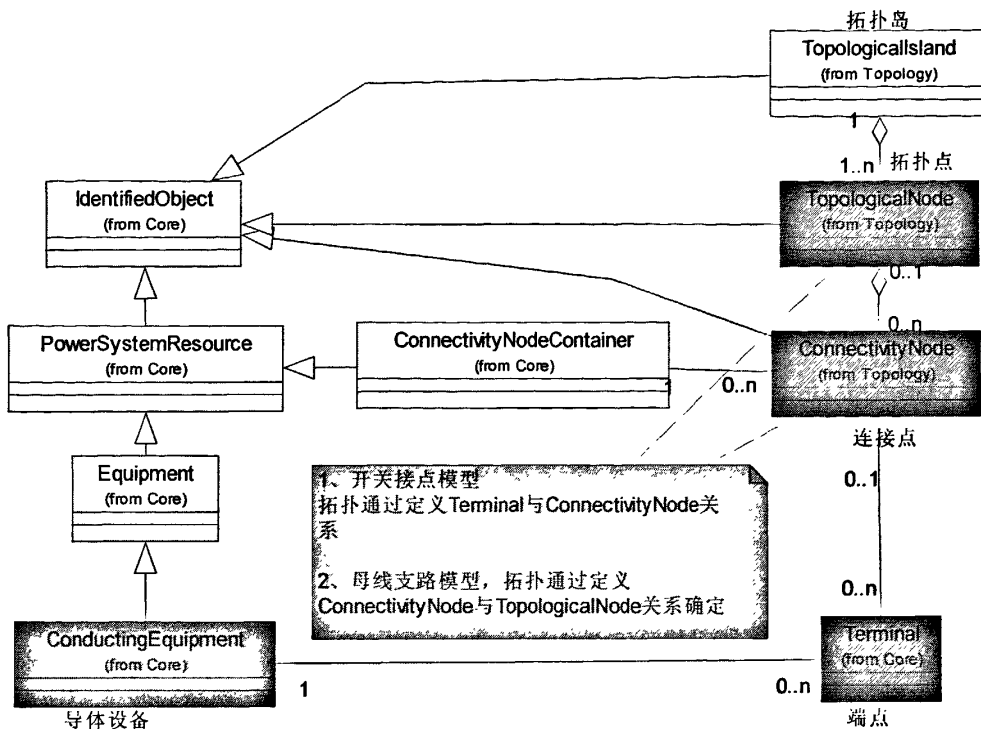 拓扑岛
TopologicalIsland
(from Topology)
1
1..n
拓扑点
TopologicalNode
(from Topology)
0..1
0..n
IdentifiedObject
(from Core)
PowerSystemResource
(from Core)
ConnectivityNodeContainer
(from Core)
0..n
ConnectivityNode
(from Topology)
连接点
0..1
0..n
Equipment
(from Core)
1、开关接点模型
拓扑通过定义Terminal与ConnectivityNode关
系
2、母线支路模型，拓扑通过定义
ConnectivityNode与TopologicalNode关系确定
ConductingEquipment
(from Core)
导体设备
1
0..n
Terminal
(from Core)
端点